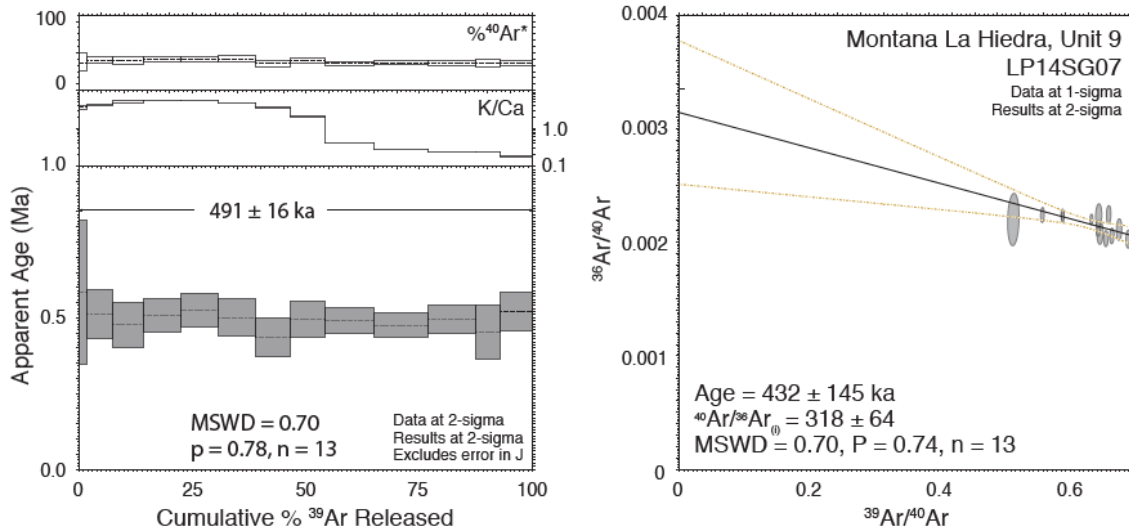 100
%⁴⁰Ar*
0
K/Ca
1.0
0.1
1.0
491 ± 16 ka
0.5
Apparent Age (Ma)
MSWD = 0.70
p = 0.78, n = 13
Data at 2-sigma
Results at 2-sigma
Excludes error in J
0.0
0 25 50 75 100
Cumulative % ³⁹Ar Released
0.004
Montana La Hiedra, Unit 9
LP14SG07
Data at 1-sigma
Results at 2-sigma
0.003
³⁶Ar/⁴⁰Ar
0.002
0.001
Age = 432 ± 145 ka
⁴⁰Ar/³⁶Ar(i) = 318 ± 64
MSWD = 0.70, P = 0.74, n = 13
0
0 0.2 0.4 0.6
³⁹Ar/⁴⁰Ar